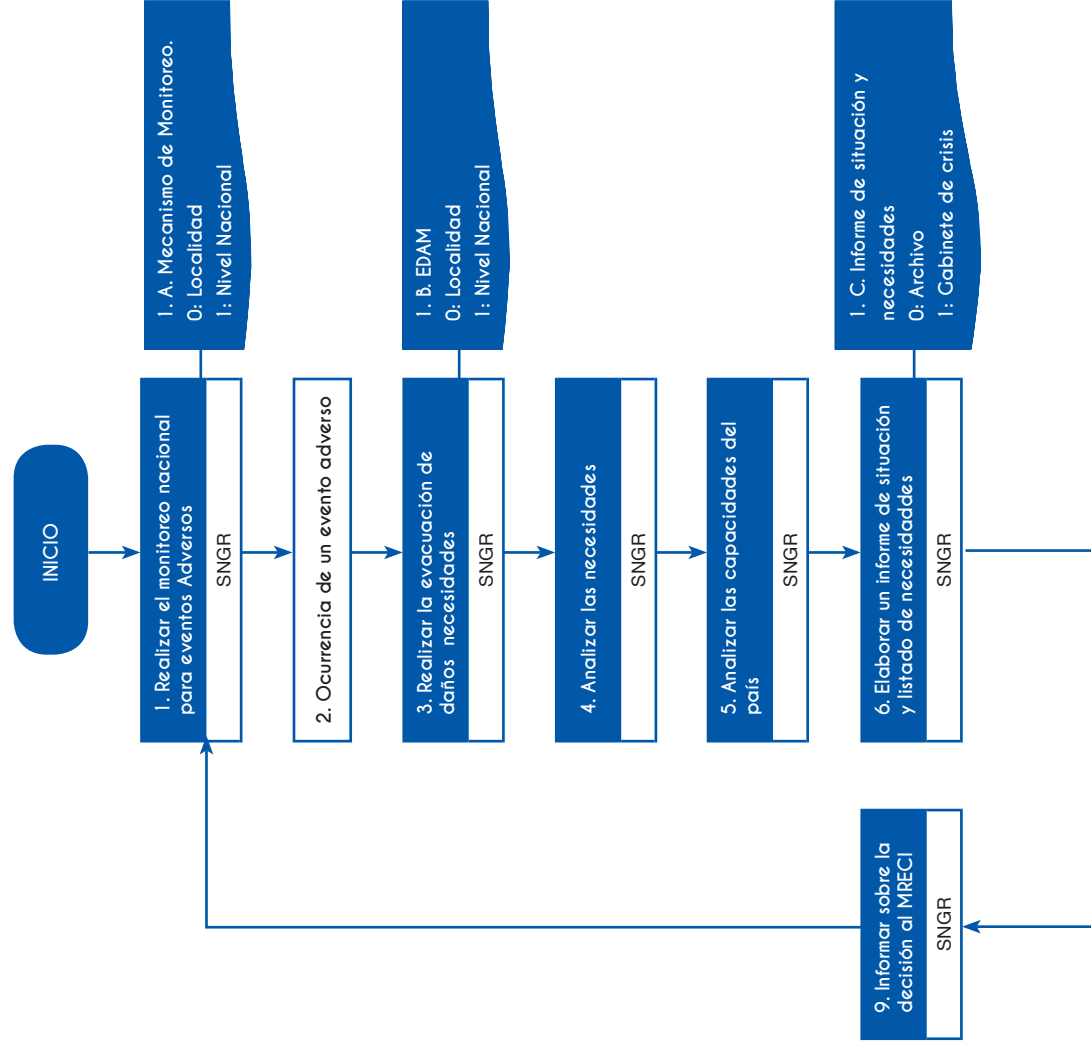 INICIO
1. Realizar el monitoreo nacional
para eventos Adversos
SNGR
1. A. Mecanismo de Monitoreo.
0: Localidad
1: Nivel Nacional
2. Ocurrencia de un evento adverso
3. Realizar la evacuación de
daños necesidades
SNGR
1. B. EDAM
0: Localidad
1: Nivel Nacional
4. Analizar las necesidades
SNGR
5. Analizar las capacidades del
país
SNGR
6. Elaborar un informe de situación
y listado de necesidaddes
SNGR
1. C. Informe de situación y
necesidades
0: Archivo
1: Gabinete de crisis
9. Informar sobre la
decisión al MRECI
SNGR